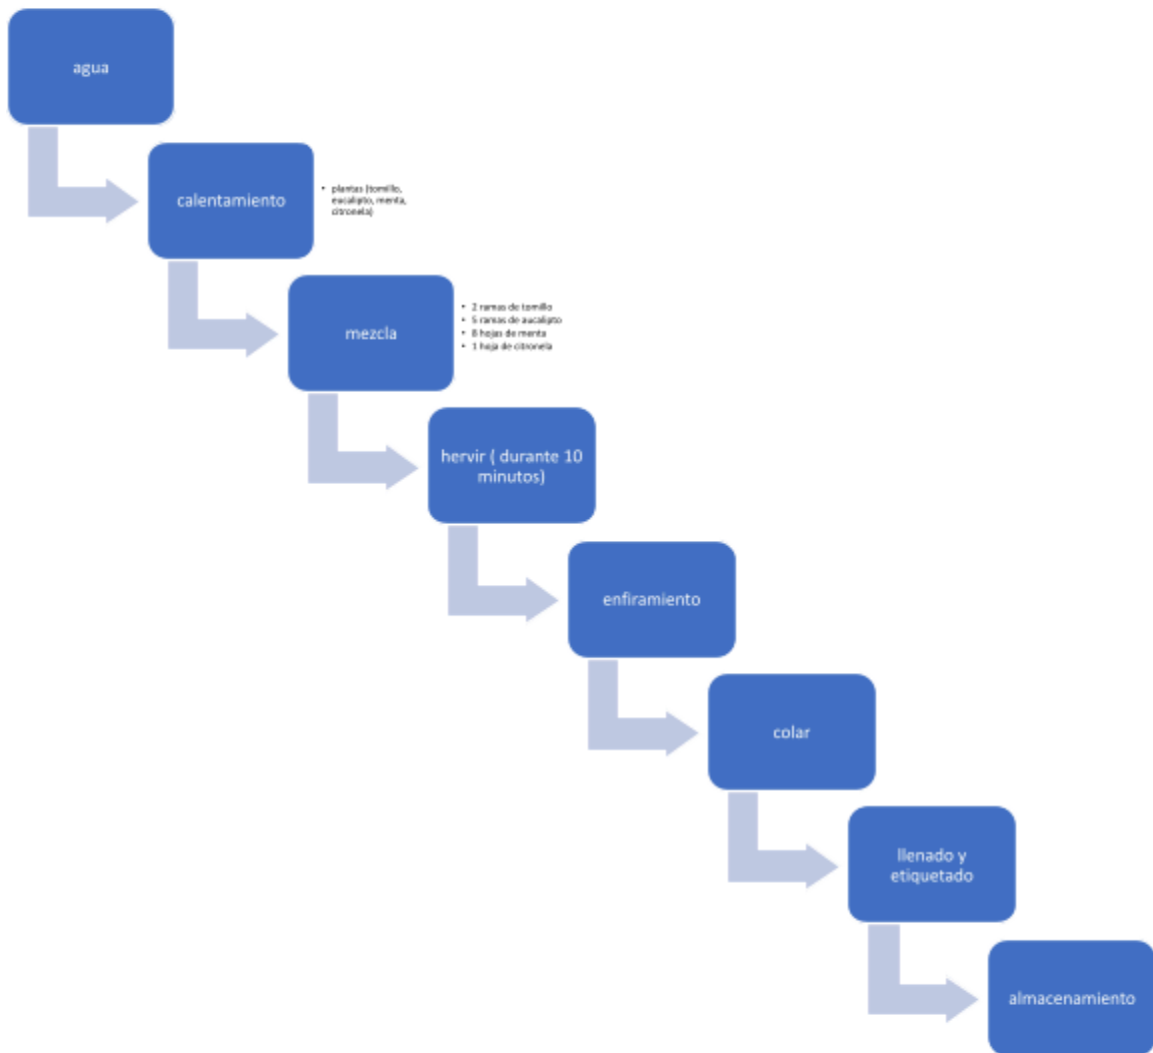 agua
calentamiento
• plantas (tomillo,
eucalipto, menta,
citronela)
mezcla
• 2 ramas de tomillo
• 5 ramas de aucalipto
• 8 hojas de menta
• 1 hoja de citronela
hervir ( durante 10
minutos)
enfiramiento
colar
llenado y
etiquetado
almacenamiento